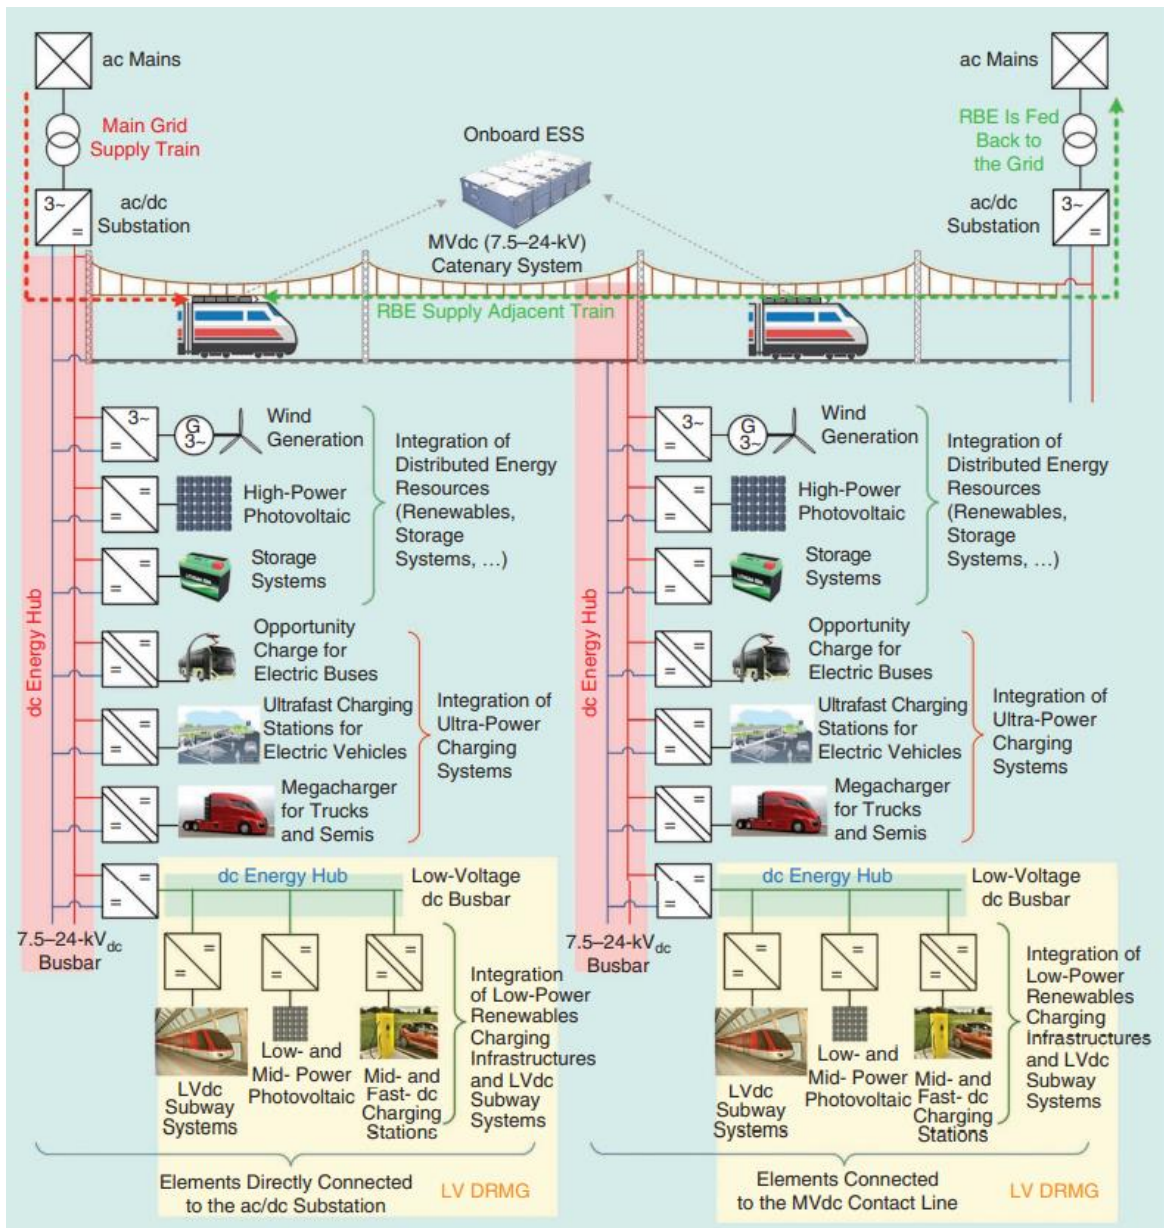 ac Mains
Main Grid
Supply Train
3~
=
ac/dc
Substation
Onboard ESS
MVdc (7.5–24-kV)
Catenary System
ac Mains
RBE Is Fed
Back to
the Grid
ac/dc
Substation
3~
=
RBE Supply Adjacent Train
dc Energy Hub
3~
=
G
3~
Wind
Generation
=
=
High-Power
Photovoltaic
=
=
Storage
Systems
Integration of
Distributed Energy
Resources
(Renewables,
Storage
Systems, ...)
=
=
Opportunity
Charge for
Electric Buses
=
=
Ultrafast Charging
Stations for
Electric Vehicles
=
=
Megacharger
for Trucks
and Semis
Integration of
Ultra-Power
Charging
Systems
=
=
dc Energy Hub
Low-Voltage
dc Busbar
7.5–24-kVdc
Busbar
=
=
=
=
=
=
LVdc
Subway
Systems
Low- and
Mid- Power
Photovoltaic
Mid- and
Fast- dc
Charging
Stations
Integration
of Low-Power
Renewables
Charging
Infrastructures
and LVdc
Subway
Systems
Elements Directly Connected
to the ac/dc Substation
LV DRMG
dc Energy Hub
3~
=
G
3~
Wind
Generation
=
=
High-Power
Photovoltaic
=
=
Storage
Systems
Integration of
Distributed Energy
Resources
(Renewables,
Storage
Systems, ...)
=
=
Opportunity
Charge for
Electric Buses
=
=
Ultrafast Charging
Stations for
Electric Vehicles
=
=
Megacharger
for Trucks
and Semis
Integration of
Ultra-Power
Charging
Systems
dc Energy Hub
Low-Voltage
dc Busbar
7.5–24-kVdc
Busbar
=
=
=
=
=
=
LVdc
Subway
Systems
Low- and
Mid- Power
Photovoltaic
Mid- and
Fast- dc
Charging
Stations
Integration of
Low-Power
Renewables
Charging
Infrastructures
and LVdc
Subway
Systems
Elements Connected
to the MVdc Contact Line
LV DRMG